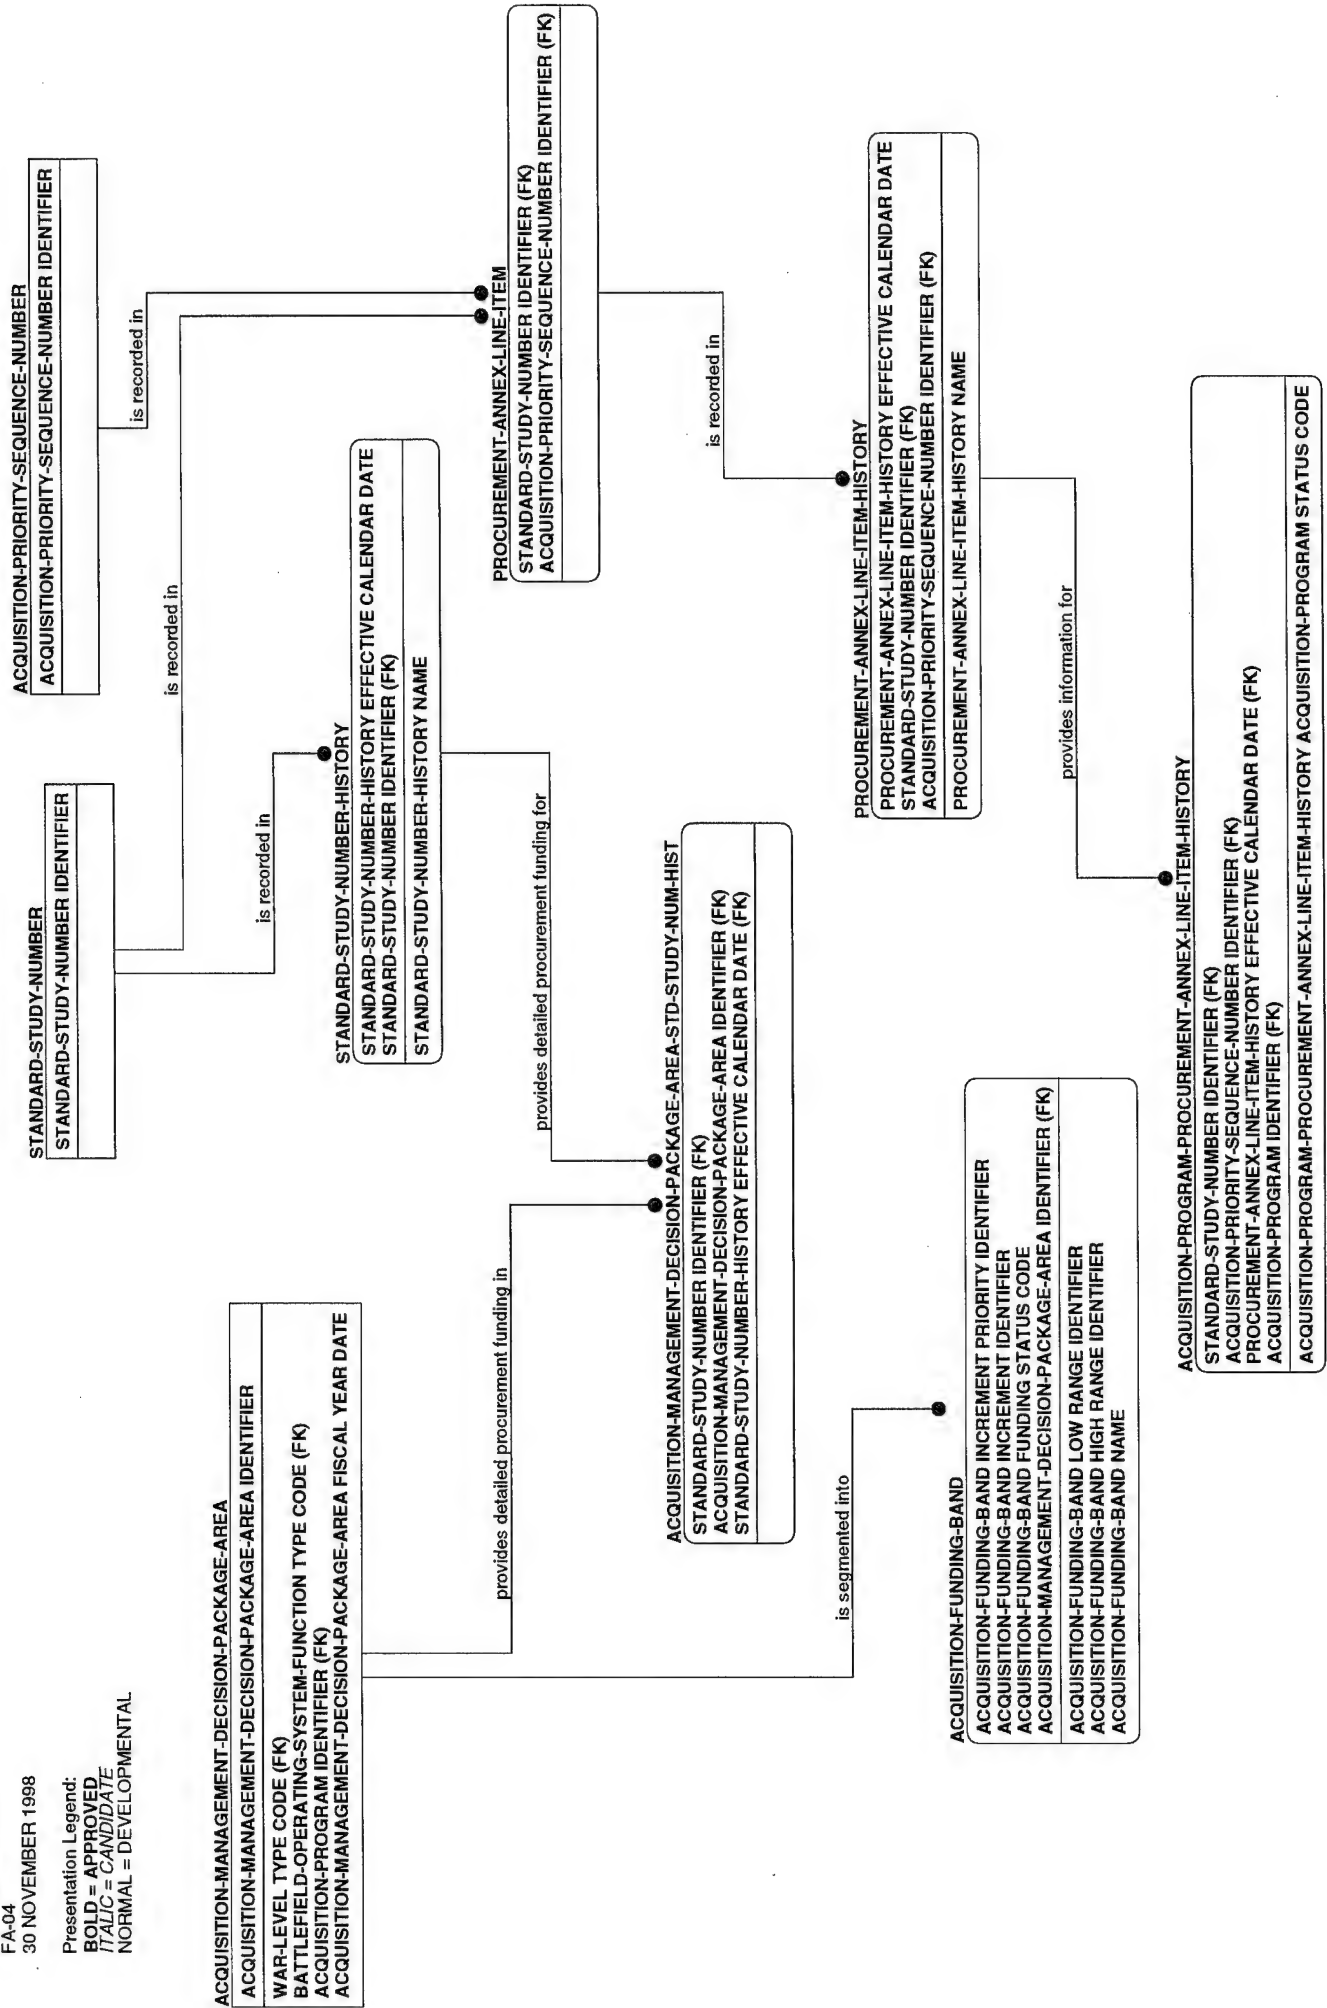 FA-04
30 NOVEMBER 1998
Presentation Legend:
BOLD = APPROVED
ITALIC = CANDIDATE
NORMAL = DEVELOPMENTAL
ACQUISITION-MANAGEMENT-DECISION-PACKAGE-AREA
ACQUISITION-MANAGEMENT-DECISION-PACKAGE-AREA IDENTIFIER
WAR-LEVEL TYPE CODE (FK)
BATTLEFIELD-OPERATING-SYSTEM-FUNCTION TYPE CODE (FK)
ACQUISITION-PROGRAM IDENTIFIER (FK)
ACQUISITION-MANAGEMENT-DECISION-PACKAGE-AREA FISCAL YEAR DATE
STANDARD-STUDY-NUMBER
STANDARD-STUDY-NUMBER IDENTIFIER
ACQUISITION-PRIORITY-SEQUENCE-NUMBER
ACQUISITION-PRIORITY-SEQUENCE-NUMBER IDENTIFIER
is recorded in
is recorded in
is recorded in
STANDARD-STUDY-NUMBER-HISTORY
STANDARD-STUDY-NUMBER-HISTORY EFFECTIVE CALENDAR DATE
STANDARD-STUDY-NUMBER IDENTIFIER (FK)
STANDARD-STUDY-NUMBER-HISTORY NAME
PROCUREMENT-ANNEX-LINE-ITEM
STANDARD-STUDY-NUMBER IDENTIFIER (FK)
ACQUISITION-PRIORITY-SEQUENCE-NUMBER IDENTIFIER (FK)
provides detailed procurement funding in
provides detailed procurement funding for
ACQUISITION-MANAGEMENT-DECISION-PACKAGE-AREA-STD-STUDY-NUM-HIST
STANDARD-STUDY-NUMBER IDENTIFIER (FK)
ACQUISITION-MANAGEMENT-DECISION-PACKAGE-AREA IDENTIFIER (FK)
STANDARD-STUDY-NUMBER-HISTORY EFFECTIVE CALENDAR DATE (FK)
is recorded in
PROCUREMENT-ANNEX-LINE-ITEM-HISTORY
PROCUREMENT-ANNEX-LINE-ITEM-HISTORY EFFECTIVE CALENDAR DATE
STANDARD-STUDY-NUMBER IDENTIFIER (FK)
ACQUISITION-PRIORITY-SEQUENCE-NUMBER IDENTIFIER (FK)
PROCUREMENT-ANNEX-LINE-ITEM-HISTORY NAME
is segmented into
ACQUISITION-FUNDING-BAND
ACQUISITION-FUNDING-BAND INCREMENT PRIORITY IDENTIFIER
ACQUISITION-FUNDING-BAND INCREMENT IDENTIFIER
ACQUISITION-FUNDING-BAND FUNDING STATUS CODE
ACQUISITION-MANAGEMENT-DECISION-PACKAGE-AREA IDENTIFIER (FK)
ACQUISITION-FUNDING-BAND LOW RANGE IDENTIFIER
ACQUISITION-FUNDING-BAND HIGH RANGE IDENTIFIER
ACQUISITION-FUNDING-BAND NAME
provides information for
ACQUISITION-PROGRAM-PROCUREMENT-ANNEX-LINE-ITEM-HISTORY
STANDARD-STUDY-NUMBER IDENTIFIER (FK)
ACQUISITION-PRIORITY-SEQUENCE-NUMBER IDENTIFIER (FK)
PROCUREMENT-ANNEX-LINE-ITEM-HISTORY EFFECTIVE CALENDAR DATE (FK)
ACQUISITION-PROGRAM IDENTIFIER (FK)
ACQUISITION-PROGRAM-PROCUREMENT-ANNEX-LINE-ITEM-HISTORY ACQUISITION-PROGRAM STATUS CODE